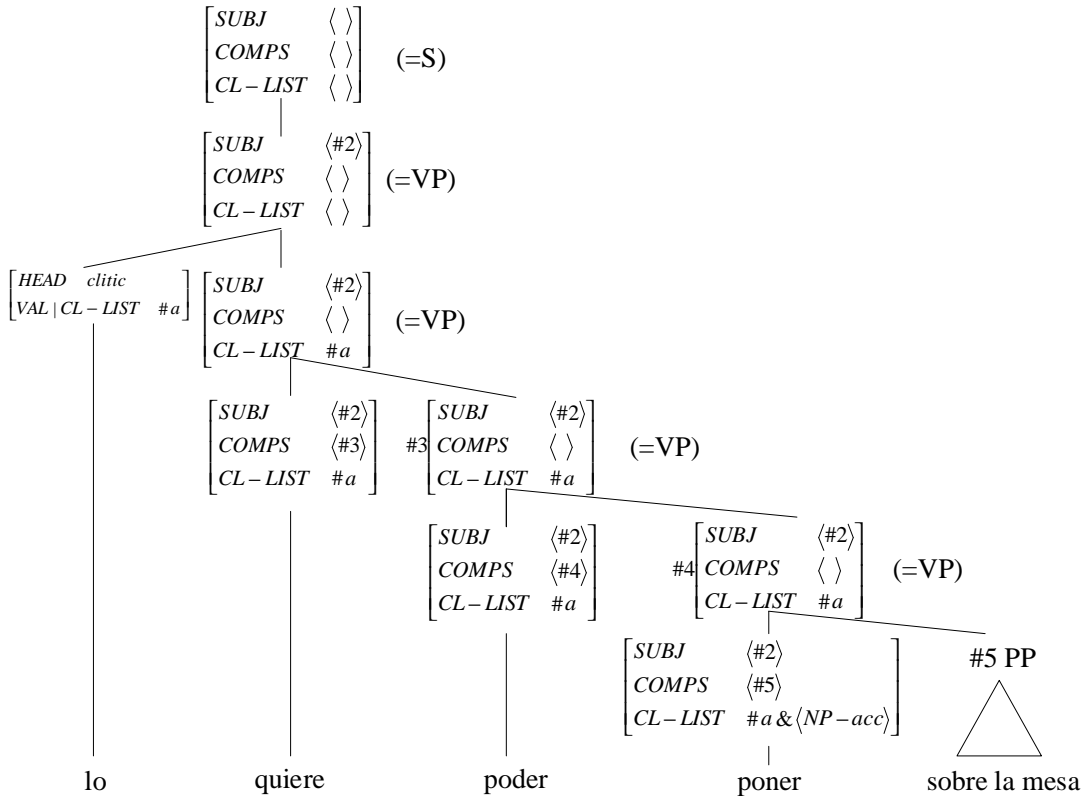 SUBJ ⟨ ⟩
COMPS ⟨ ⟩ (=S)
CL – LIST ⟨ ⟩
SUBJ ⟨#2⟩
COMPS ⟨ ⟩ (=VP)
CL – LIST ⟨ ⟩
HEAD clitic
VAL | CL – LIST #a
SUBJ ⟨#2⟩
COMPS ⟨ ⟩ (=VP)
CL – LIST #a
SUBJ ⟨#2⟩
COMPS ⟨#3⟩
CL – LIST #a
SUBJ ⟨#2⟩
#3 COMPS ⟨ ⟩ (=VP)
CL – LIST #a
SUBJ ⟨#2⟩
COMPS ⟨#4⟩
CL – LIST #a
SUBJ ⟨#2⟩
#4 COMPS ⟨ ⟩ (=VP)
CL – LIST #a
SUBJ ⟨#2⟩
COMPS ⟨#5⟩
CL – LIST #a & ⟨NP – acc⟩
#5 PP
lo quiere poder poner sobre la mesa